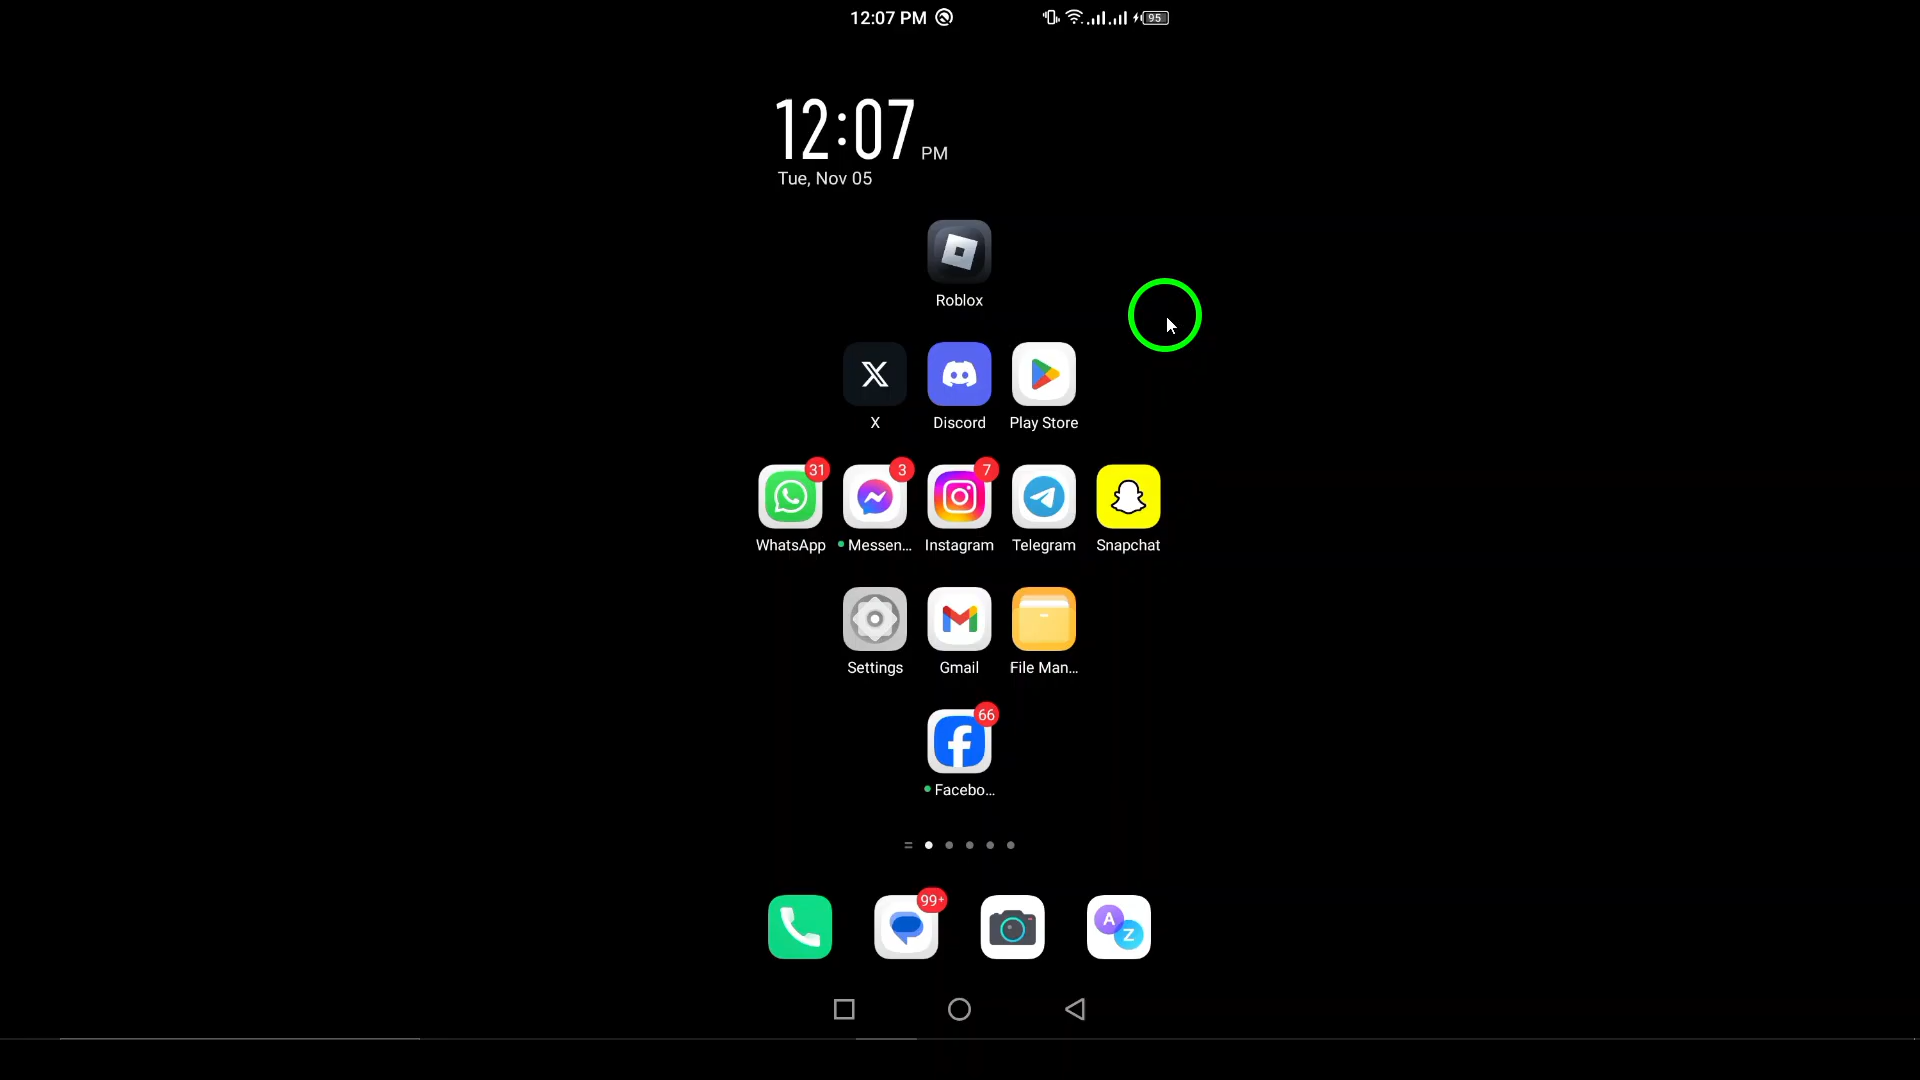 12:07 PM
95
12:07 PM
Tue, Nov 05
Roblox
X
Discord
Play Store
31
3
7
WhatsApp
Messen...
Instagram
Telegram
Snapchat
Settings
Gmail
File Man...
66
Facebo...
99+
A
Z